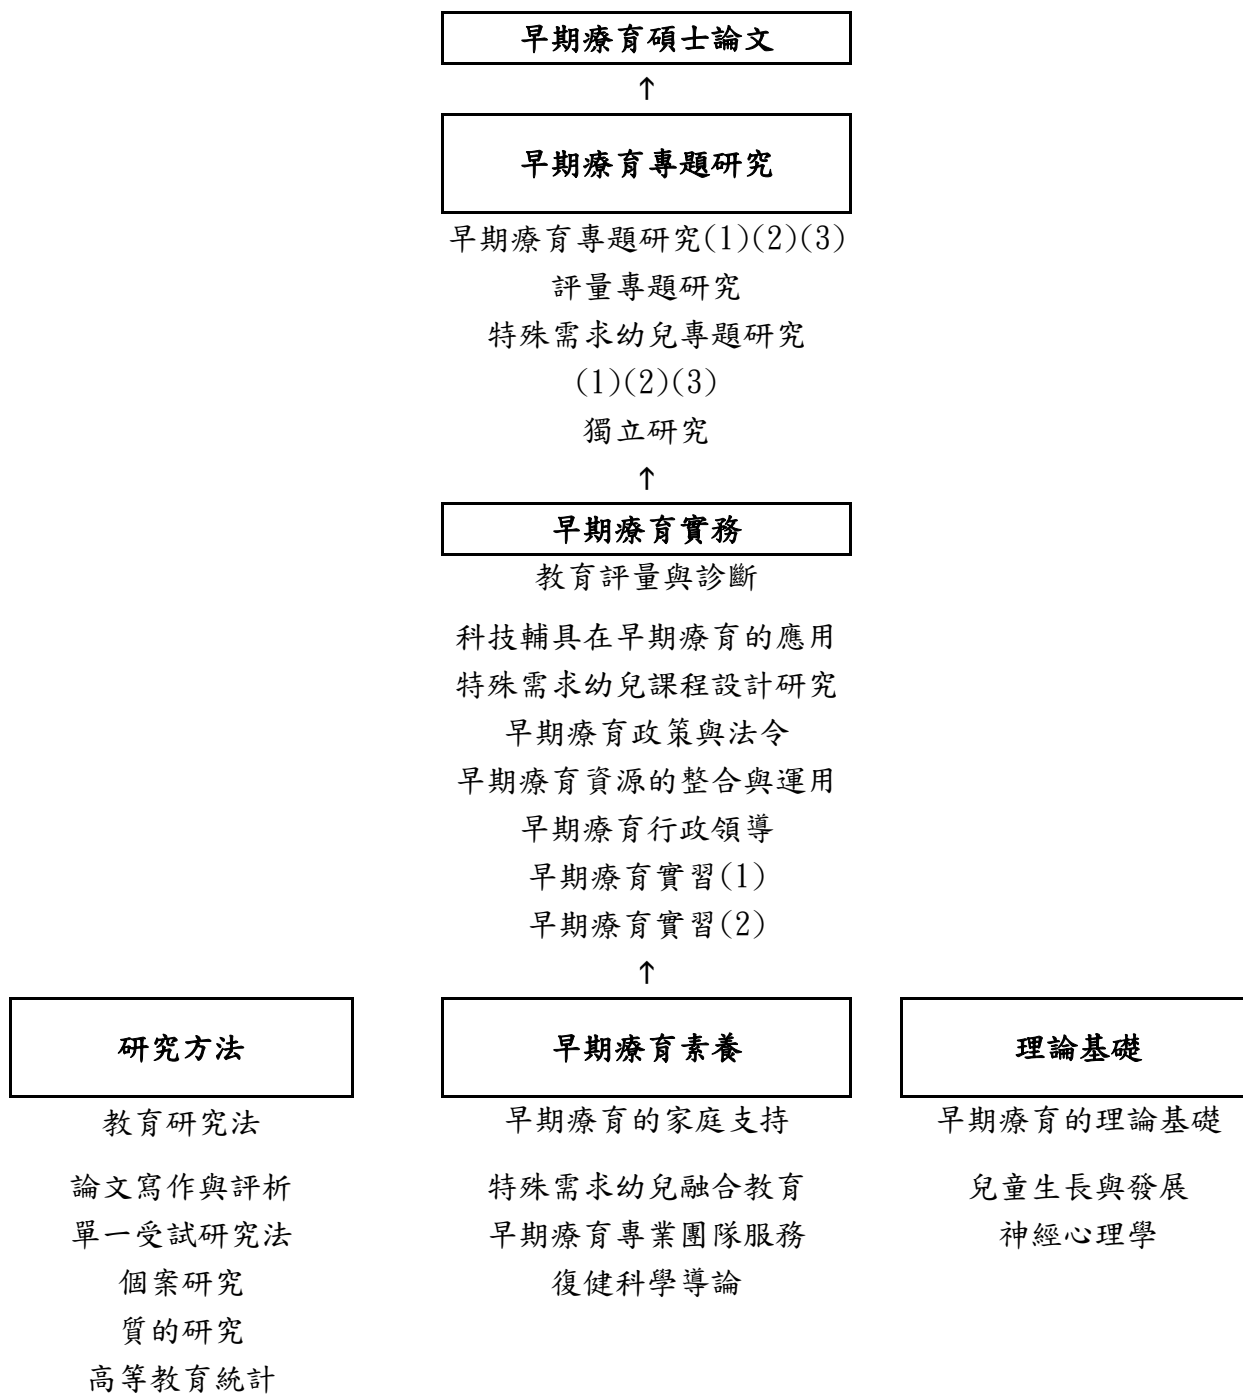 早期療育碩士論文
↑
早期療育專題研究
早期療育專題研究(1)(2)(3)
評量專題研究
特殊需求幼兒專題研究
(1)(2)(3)
獨立研究
↑
早期療育實務
教育評量與診斷
科技輔具在早期療育的應用
特殊需求幼兒課程設計研究
早期療育政策與法令
早期療育資源的整合與運用
早期療育行政領導
早期療育實習(1)
早期療育實習(2)
↑
研究方法
教育研究法
論文寫作與評析
單一受試研究法
個案研究
質的研究
高等教育統計
早期療育素養
早期療育的家庭支持
特殊需求幼兒融合教育
早期療育專業團隊服務
復健科學導論
理論基礎
早期療育的理論基礎
兒童生長與發展
神經心理學